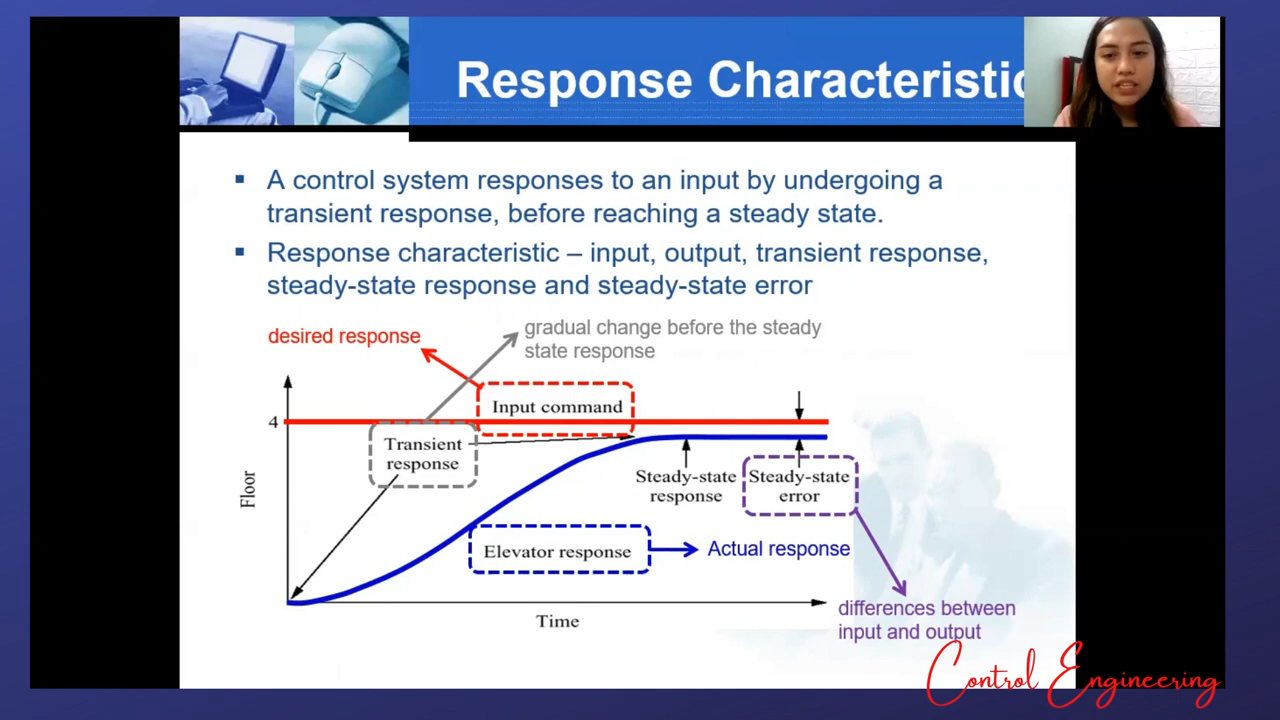 Response Characteristic
▪ A control system responses to an input by undergoing a
transient response, before reaching a steady state.
▪ Response characteristic – input, output, transient response,
steady-state response and steady-state error
desired response
gradual change before the steady
state response
Input command
4
Transient
response
Steady-state
response
Steady-state
error
Floor
Elevator response
Actual response
Time
differences between
input and output
Control Engineering